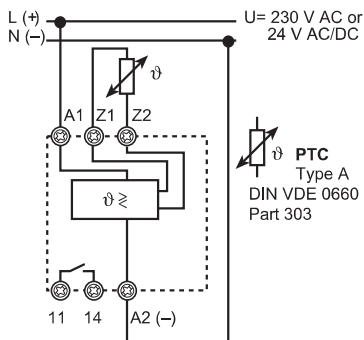 L (+)
U= 230 V AC or
N (–)
24 V AC/DC
ϑ
A1 Z1 Z2
ϑ PTC
Type A
DIN VDE 0660
Part 303
ϑ ≷
11 14 A2 (–)